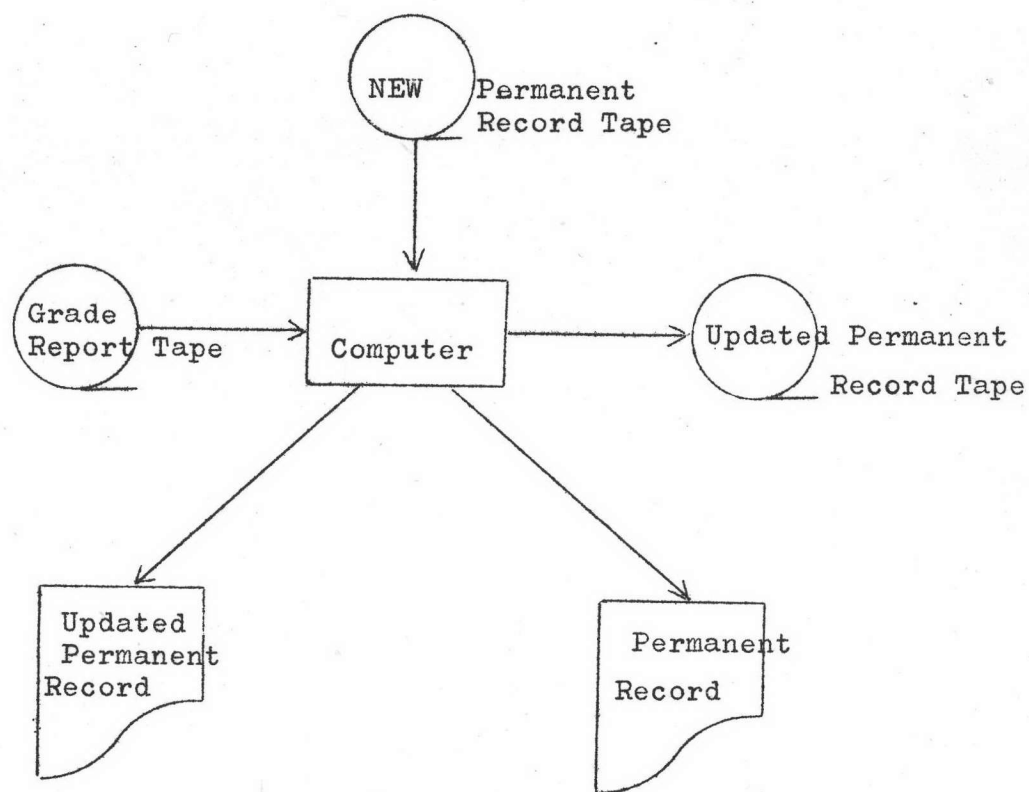 NEW Permanent
Record Tape
Grade
Report Tape
Computer
Updated Permanent
Record Tape
Updated
Permanent
Record
Permanent
Record